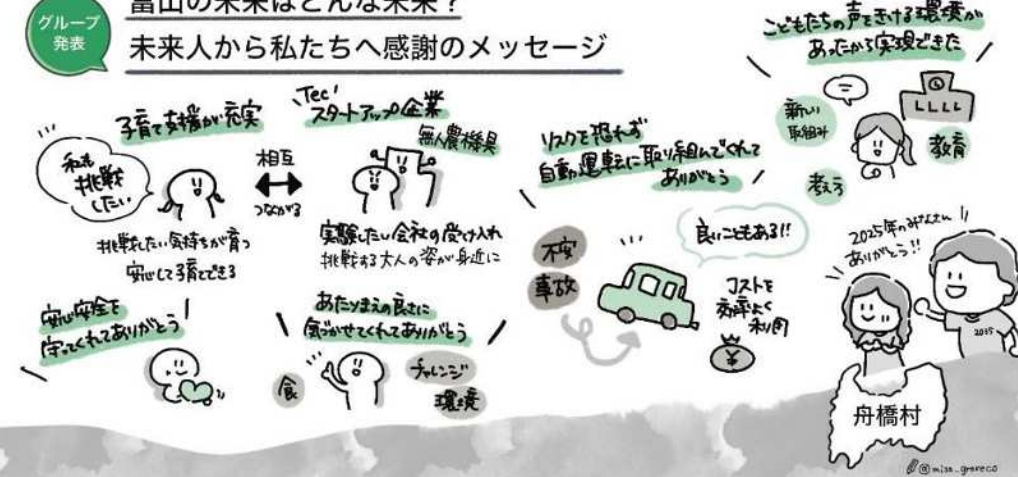 グループ
発表
富山の未来はどんな未来？
未来人から私たちへ感謝のメッセージ
子育て支援が充実
私も
挑戦
したい
相互
つながる
挑戦したい気持ちが育つ
安心して子育てできる
Tec
スタートアップ企業
無人農機具
実験したい会社の受け入れ
挑戦する大人の姿が身近に
安心安全を
守ってくれてありがとう
あたりまえの良さに
気づかせてくれてありがとう
食
チャレンジ
環境
リスクを恐れず
自動運転に取り組んでくれて
ありがとう
不安
事故
良いこともある!!
コストを
効率よく
利用
¥
こどもたちの声をきける環境が
あったから実現できた
新しい
取組み
教育
考える
2025年のみなさん
ありがとう!!
2035
舟橋村
@misa_grareco